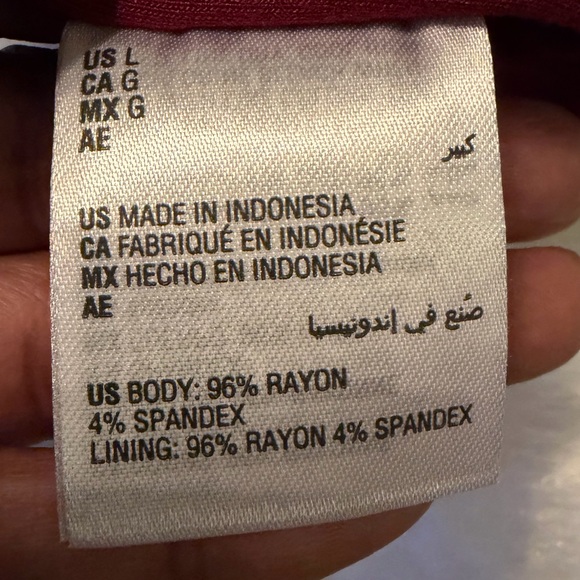 US L
CA G
MX G
AE
كبير
US MADE IN INDONESIA
CA FABRIQUÉ EN INDONÉSIE
MX HECHO EN INDONESIA
AE
صُنع في إندونيسيا
US BODY: 96% RAYON
4% SPANDEX
LINING: 96% RAYON 4% SPANDEX